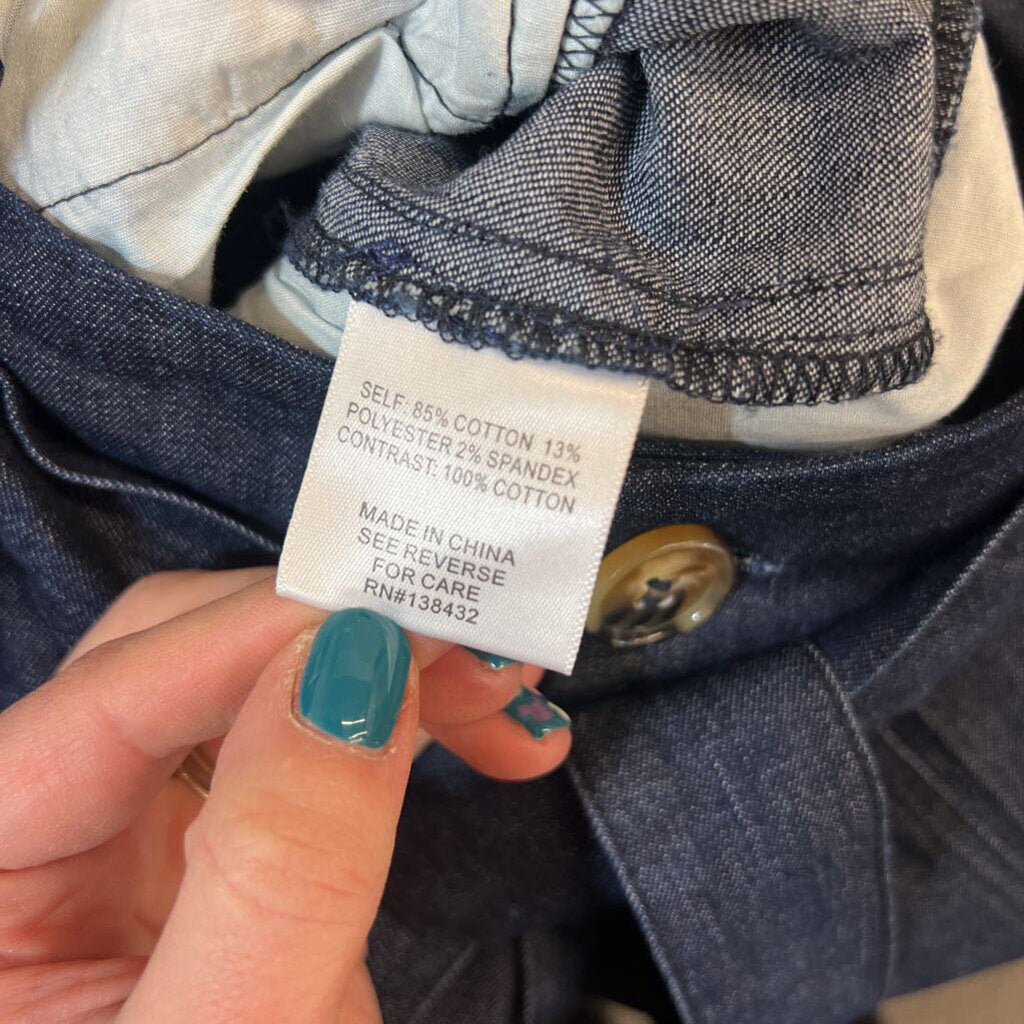 SELF: 85% COTTON 13%
POLYESTER 2% SPANDEX
CONTRAST: 100% COTTON
MADE IN CHINA
SEE REVERSE
FOR CARE
RN#138432